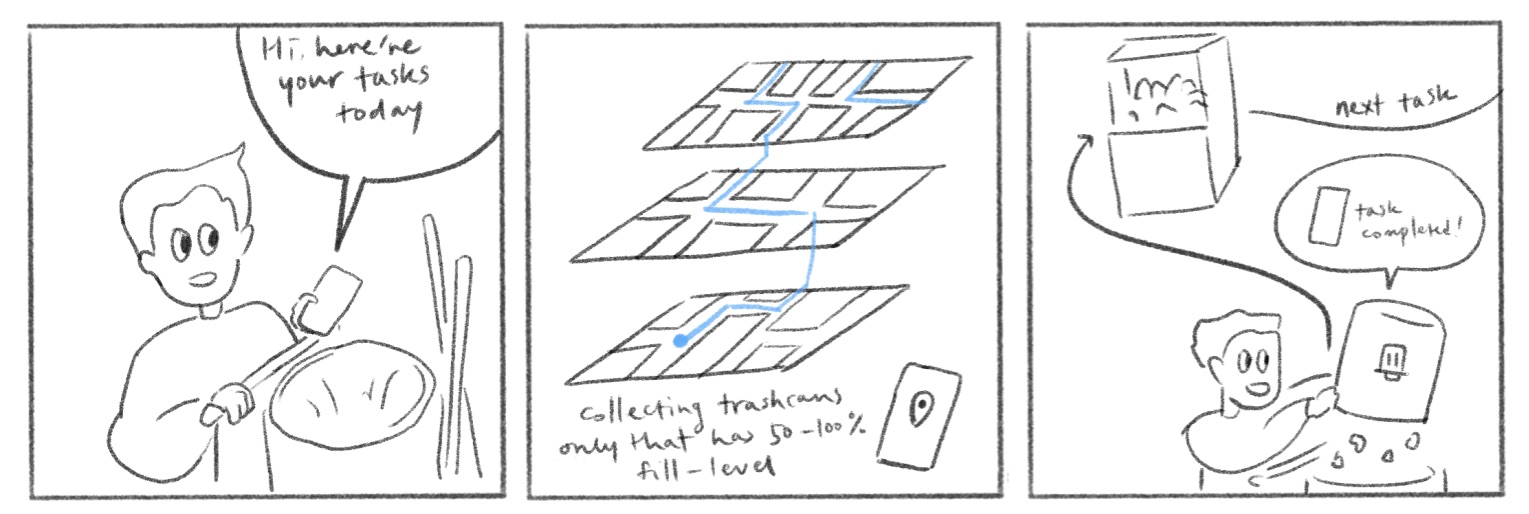 Hi, here're
your tasks
today
collecting trashcans
only that has 50-100%
fill-level
next task
task
completed!